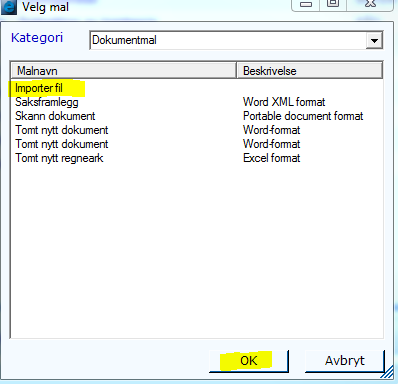 Velg mal
Kategori Dokumentmal
Malnavn Beskrivelse
Importer fil
Saksframlegg Word XML format
Skann dokument Portable document format
Tomt nytt dokument Word-format
Tomt nytt dokument Word-format
Tomt nytt regneark Excel format
OK Avbryt